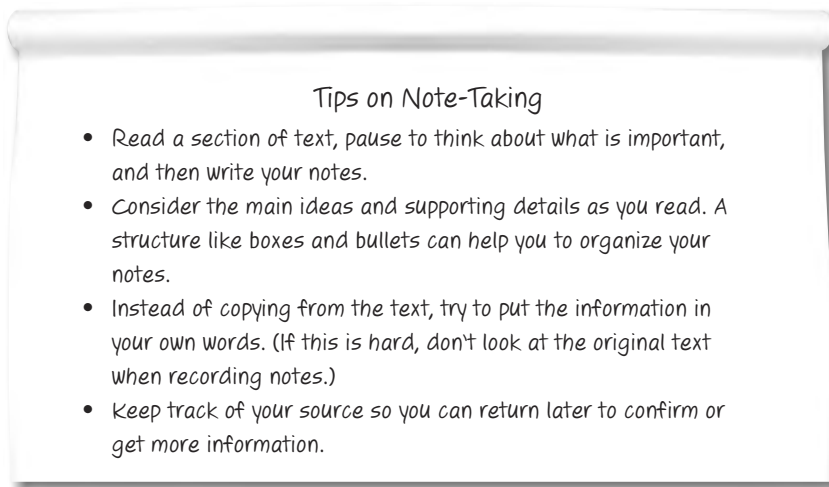 Tips on Note-Taking
• Read a section of text, pause to think about what is important,
and then write your notes.
• Consider the main ideas and supporting details as you read. A
structure like boxes and bullets can help you to organize your
notes.
• Instead of copying from the text, try to put the information in
your own words. (If this is hard, don't look at the original text
when recording notes.)
• Keep track of your source so you can return later to confirm or
get more information.